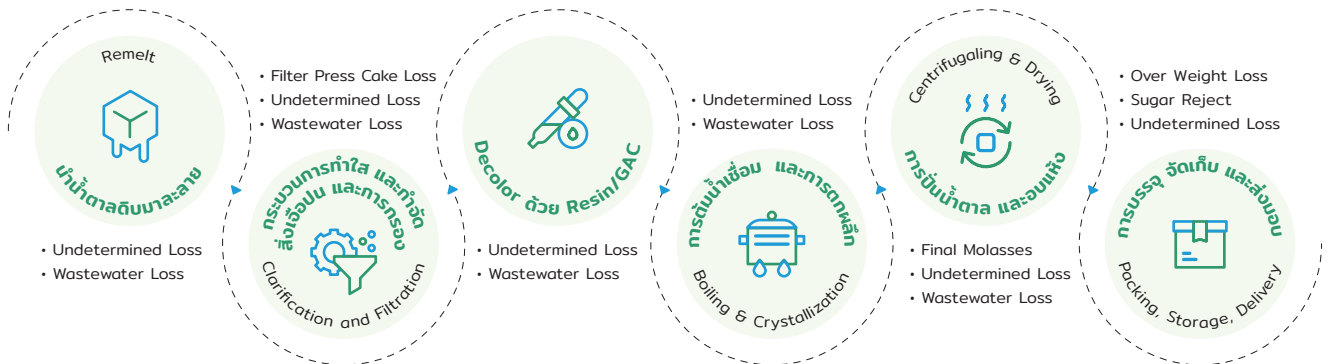 Remelt
นำน้ำตาลดิบมาละลาย
• Undetermined Loss
• Wastewater Loss
• Filter Press Cake Loss
• Undetermined Loss
• Wastewater Loss
กระบวนการทำใส และกำจัด
สิ่งเจือปน และการกรอง
Clarification and Filtration
Decolor ด้วย Resin/GAC
• Undetermined Loss
• Wastewater Loss
• Undetermined Loss
• Wastewater Loss
การต้มน้ำเชื่อม และการตกผลึก
Boiling & Crystallization
Centrifugaling & Drying
การปั่นน้ำตาล และอบแห้ง
• Final Molasses
• Undetermined Loss
• Wastewater Loss
• Over Weight Loss
• Sugar Reject
• Undetermined Loss
การบรรจุ จัดเก็บ และส่งมอบ
Packing, Storage, Delivery